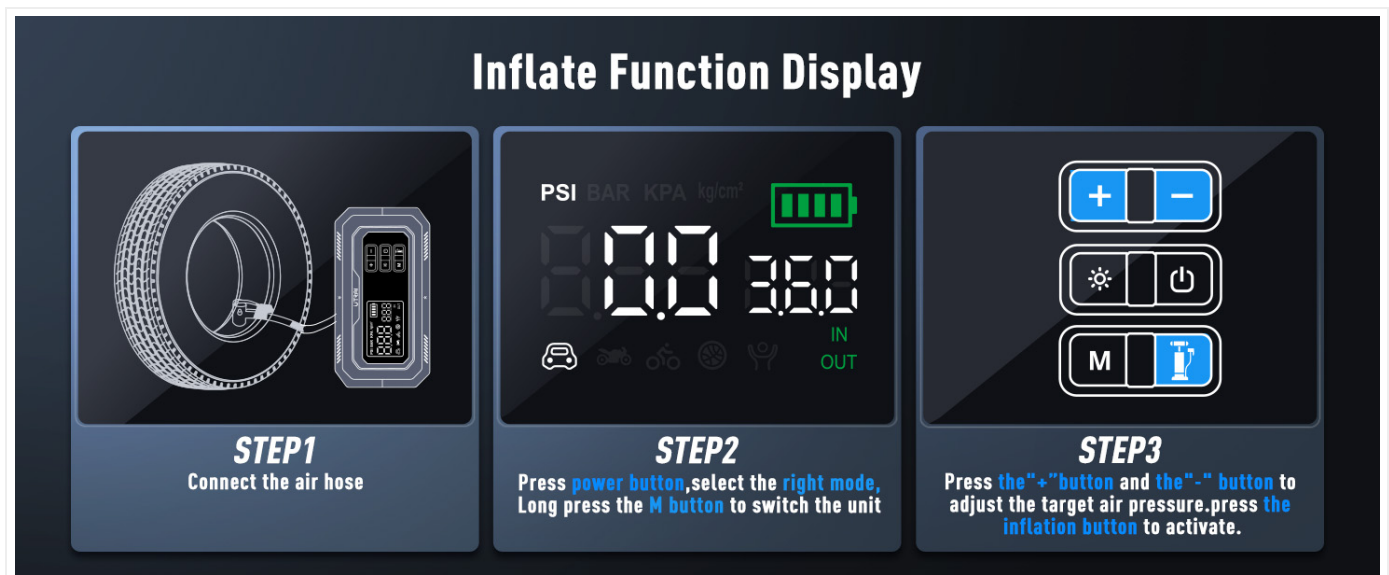 Inflate Function Display
PSI BAR KPA kg/cm²
0.0
36.0
IN
OUT
M
STEP1
Connect the air hose
STEP2
Press power button,select the right mode,
Long press the M button to switch the unit
STEP3
Press the"+"button and the"-" button to
adjust the target air pressure.press the
inflation button to activate.